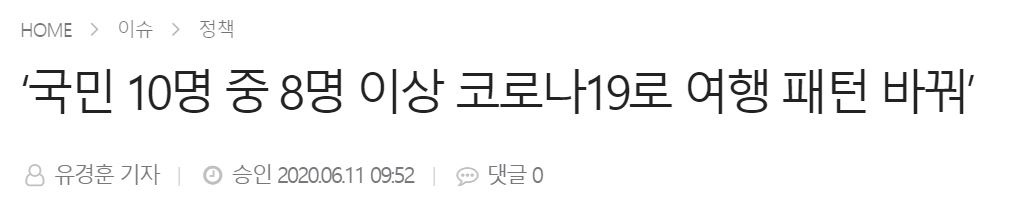 HOME > 이슈 > 정책
‘국민 10명 중 8명 이상 코로나19로 여행 패턴 바꿔’
유경훈 기자 | 승인 2020.06.11 09:52 | 댓글 0